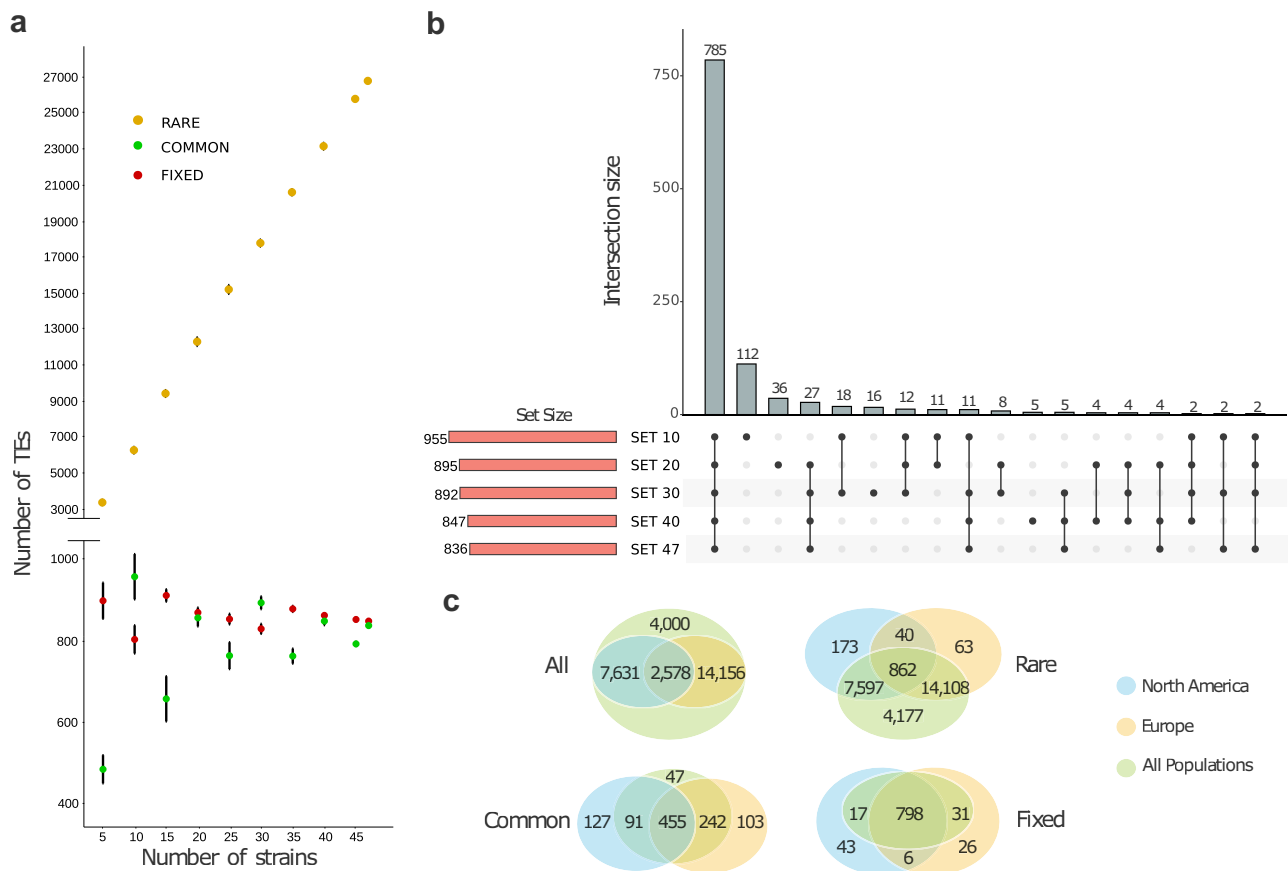 a
Number of TEs
27000
25000
23000
21000
19000
17000
15000
13000
11000
9000
7000
5000
3000
1000
800
600
400
RARE
COMMON
FIXED
5 10 15 20 25 30 35 40 45
Number of strains
b
Intersection size
750
500
250
0
785 112 36 27 18 16 12 11 11 8 5 5 4 4 4 2 2 2
Set Size
955 SET 10
895 SET 20
892 SET 30
847 SET 40
836 SET 47
c
All
4,000
7,631 2,578 14,156
Rare
173 40 63
862
7,597 14,108
4,177
Common
47
127 91 455 242 103
Fixed
17 798 31
43 6 26
North America
Europe
All Populations